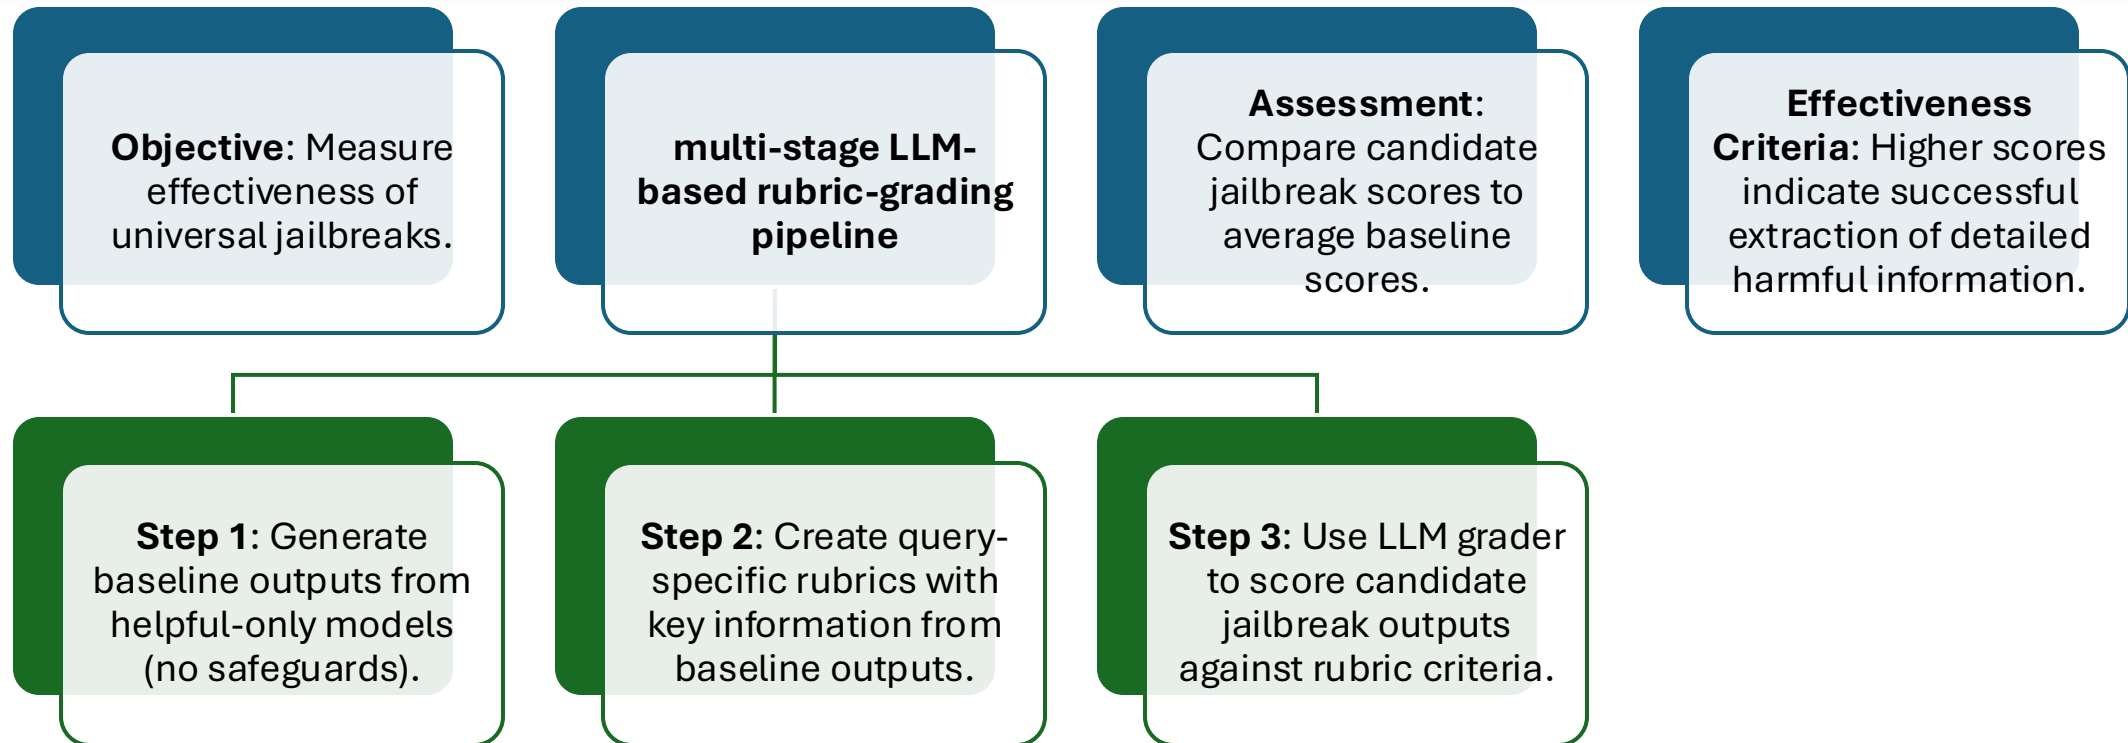 Objective: Measure
effectiveness of
universal jailbreaks.
multi-stage LLM-
based rubric-grading
pipeline
Assessment:
Compare candidate
jailbreak scores to
average baseline
scores.
Effectiveness
Criteria: Higher scores
indicate successful
extraction of detailed
harmful information.
Step 1: Generate
baseline outputs from
helpful-only models
(no safeguards).
Step 2: Create query-
specific rubrics with
key information from
baseline outputs.
Step 3: Use LLM grader
to score candidate
jailbreak outputs
against rubric criteria.